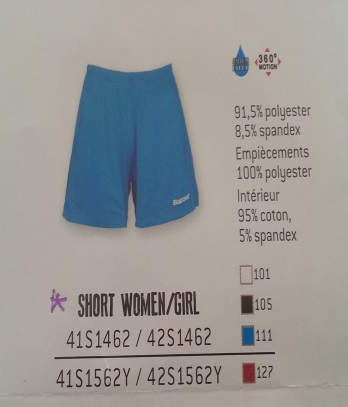 360°
MOTION
91,5% polyester
8,5% spandex
Empiècements
100% polyester
Intérieur
95% coton,
5% spandex
Babolat
101
SHORT WOMEN/GIRL
105
41S1462 / 42S1462
111
41S1562Y / 42S1562Y
127